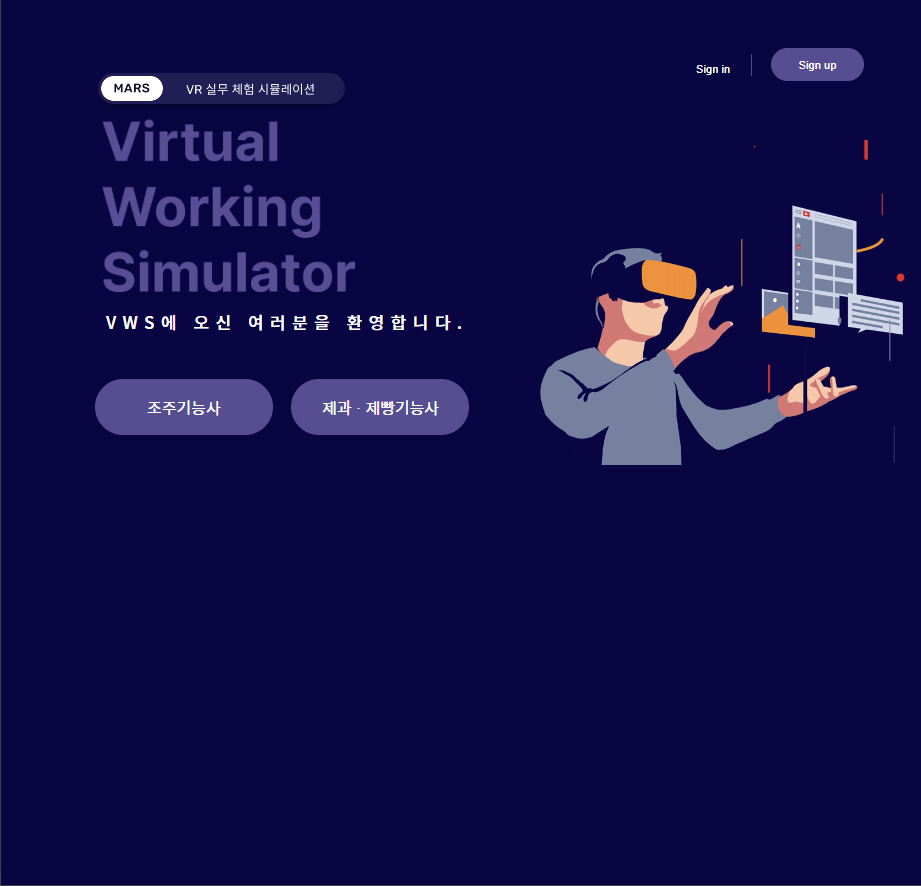 Sign in
Sign up
MARS
VR 실무 체험 시뮬레이션
Virtual
Working
Simulator
VWS에 오신 여러분을 환영합니다.
조주기능사
제과 · 제빵기능사